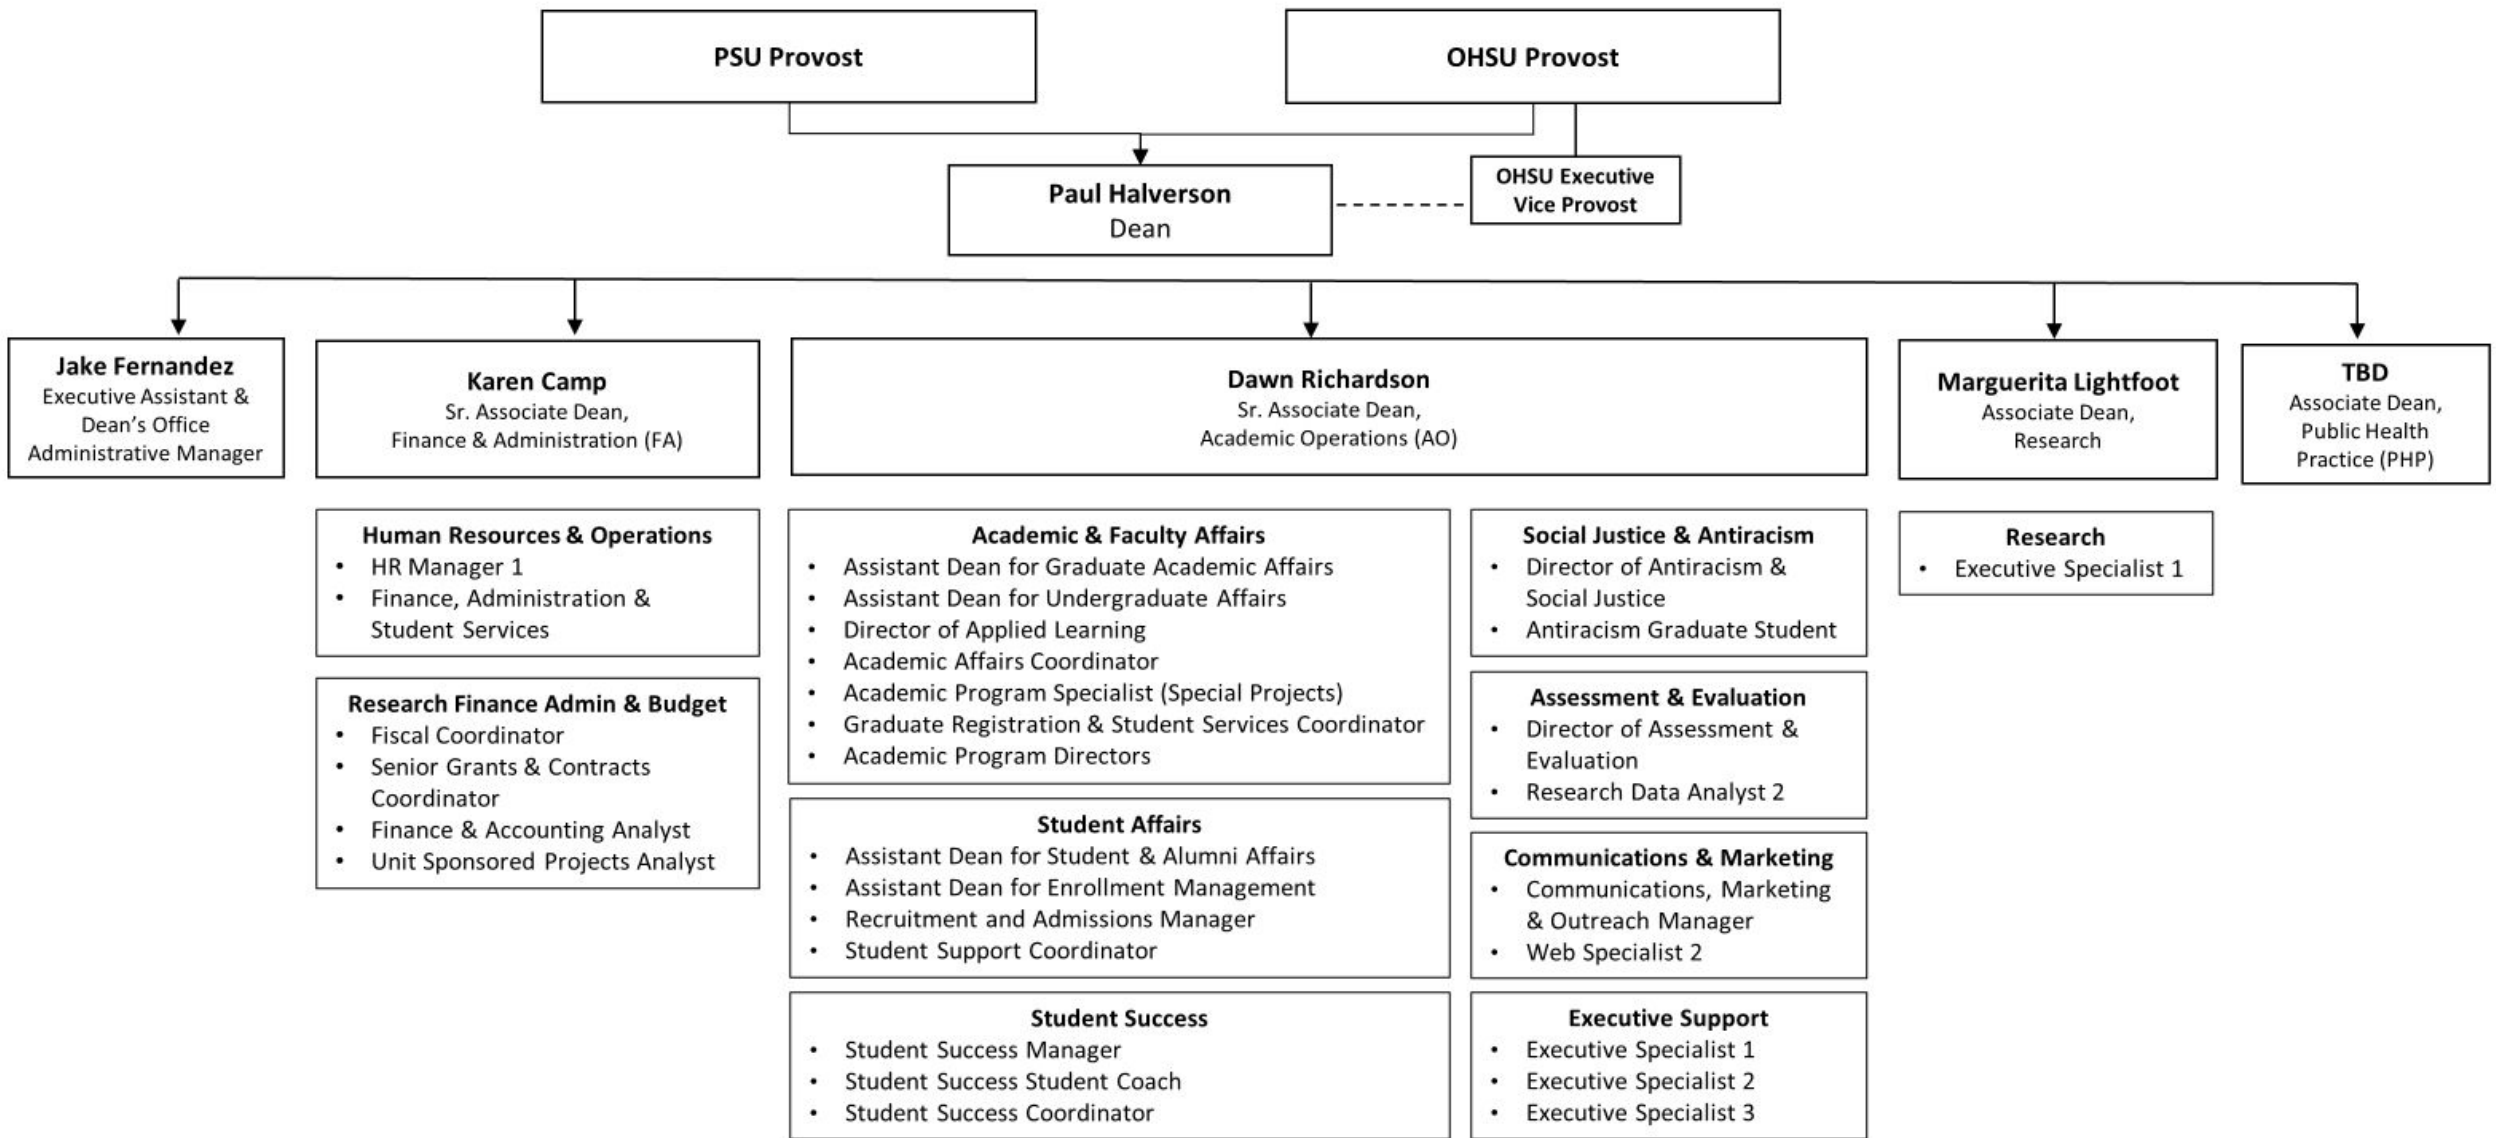 PSU Provost
OHSU Provost
Paul Halverson
Dean
OHSU Executive
Vice Provost
Jake Fernandez
Executive Assistant &
Dean’s Office
Administrative Manager
Karen Camp
Sr. Associate Dean,
Finance & Administration (FA)
Dawn Richardson
Sr. Associate Dean,
Academic Operations (AO)
Marguerita Lightfoot
Associate Dean,
Research
TBD
Associate Dean,
Public Health
Practice (PHP)
Human Resources & Operations
• HR Manager 1
• Finance, Administration &
Student Services
Research Finance Admin & Budget
• Fiscal Coordinator
• Senior Grants & Contracts
Coordinator
• Finance & Accounting Analyst
• Unit Sponsored Projects Analyst
Academic & Faculty Affairs
• Assistant Dean for Graduate Academic Affairs
• Assistant Dean for Undergraduate Affairs
• Director of Applied Learning
• Academic Affairs Coordinator
• Academic Program Specialist (Special Projects)
• Graduate Registration & Student Services Coordinator
• Academic Program Directors
Student Affairs
• Assistant Dean for Student & Alumni Affairs
• Assistant Dean for Enrollment Management
• Recruitment and Admissions Manager
• Student Support Coordinator
Student Success
• Student Success Manager
• Student Success Student Coach
• Student Success Coordinator
Social Justice & Antiracism
• Director of Antiracism &
Social Justice
• Antiracism Graduate Student
Assessment & Evaluation
• Director of Assessment &
Evaluation
• Research Data Analyst 2
Communications & Marketing
• Communications, Marketing
& Outreach Manager
• Web Specialist 2
Executive Support
• Executive Specialist 1
• Executive Specialist 2
• Executive Specialist 3
Research
• Executive Specialist 1